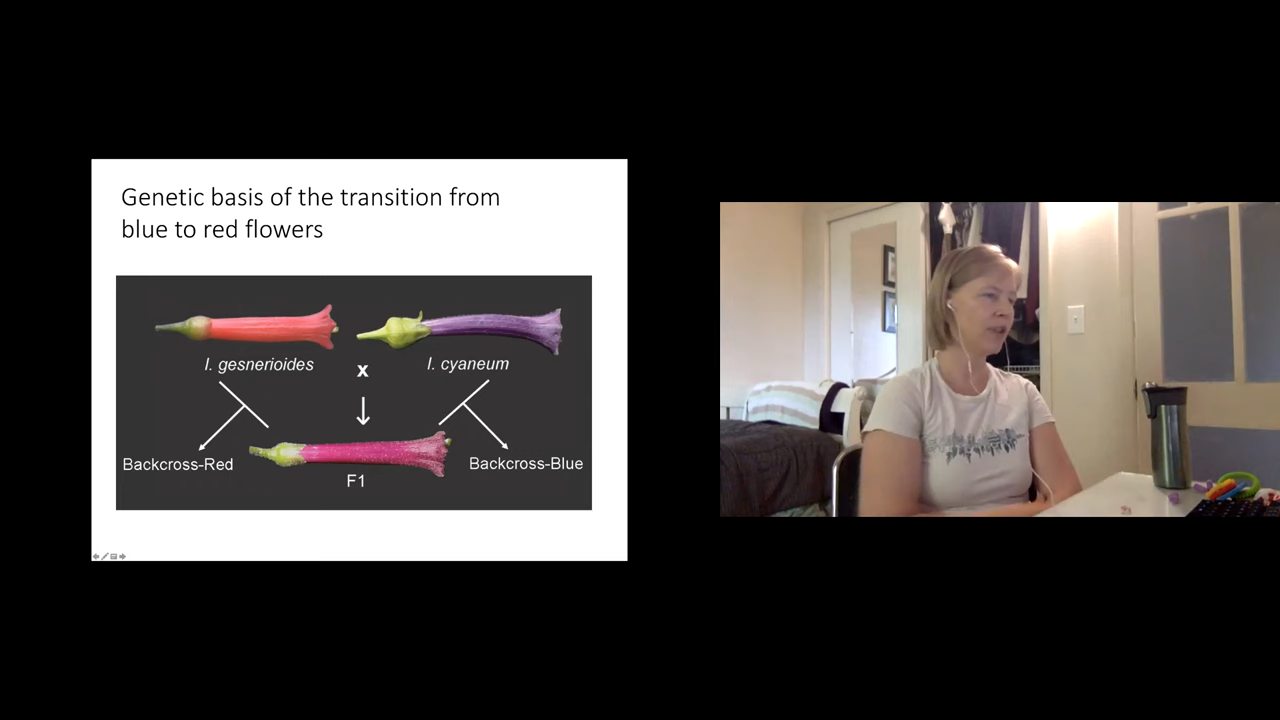 Genetic basis of the transition from
blue to red flowers
I. gesnerioides
x
I. cyaneum
Backcross-Red
F1
Backcross-Blue